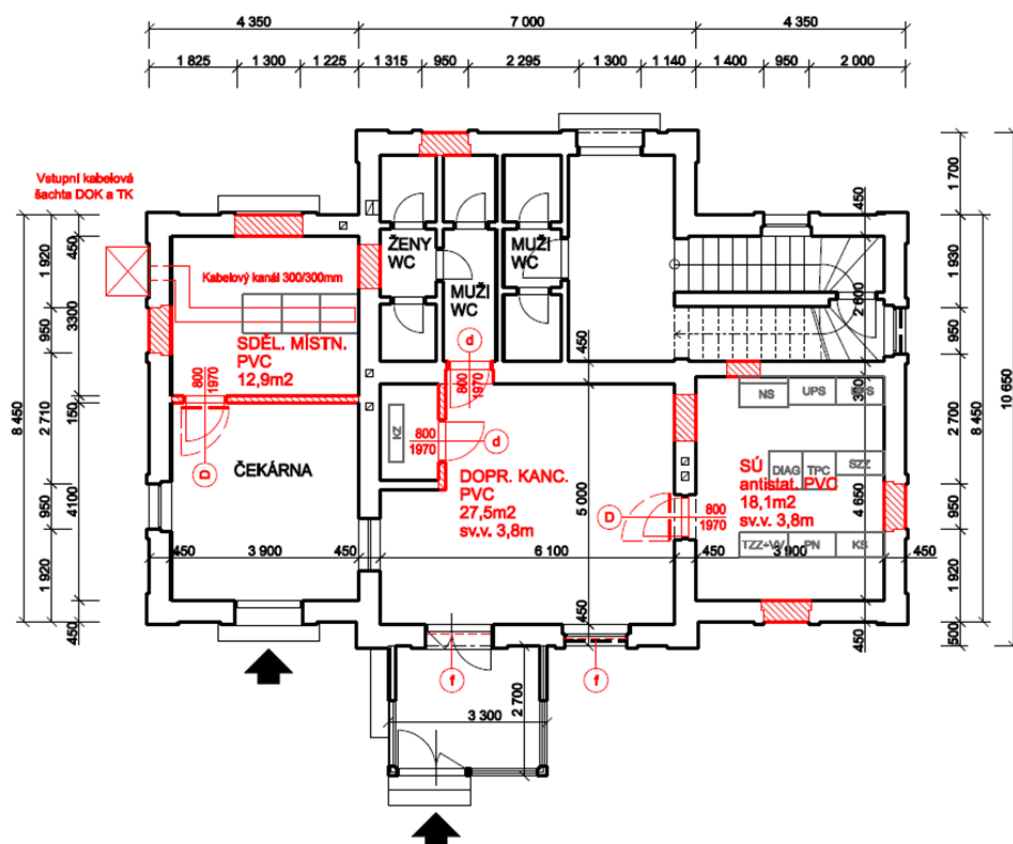 4 350
7 000
4 350
1 825
1 300
1 225
1 315
950
2 295
1 300
1 140
1 400
950
2 000
Vstupní kabelová
šachta DOK a TK
Kabelový kanál 300/300mm
ŽENY
WC
MUŽI
WC
MUŽI
WC
SDĚL. MÍSTN.
PVC
12,9m2
800
1970
D
ČEKÁRNA
KZ
800
1970
d
800
1970
d
DOPR. KANC.
PVC
27,5m2
sv.v. 3,8m
D
800
1970
NS
UPS
DIAG
TPC
SZZ
SÚ
antistat. PVC
18,1m2
sv.v. 3,8m
TZZ+VV
PN
KS
450
3 900
450
6 100
450
3 900
450
f
f
3 300
2 700
8 450
1 920
950
2 710
950
1 920
450
3300
150
4100
450
450
5 000
450
450
2 600
300
4 650
450
1 700
1 930
950
2 700
950
1 920
500
8 450
10 650